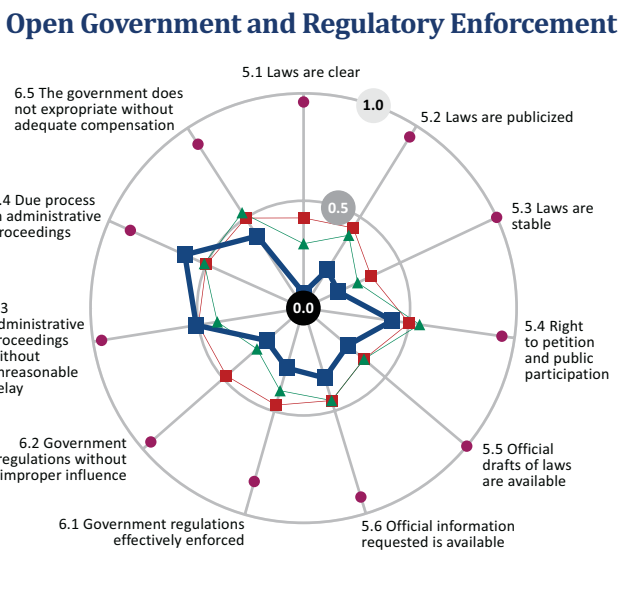 Open Government and Regulatory Enforcement
5.1 Laws are clear
1.0
6.5 The government does
not expropriate without
adequate compensation
5.2 Laws are publicized
.4 Due process
administrative
roceedings
0.5
5.3 Laws are
stable
0.0
3
dministrative
roceedings
ithout
nreasonable
elay
5.4 Right
to petition
and public
participation
6.2 Government
regulations without
improper influence
5.5 Official
drafts of laws
are available
6.1 Government regulations
effectively enforced
5.6 Official information
requested is available